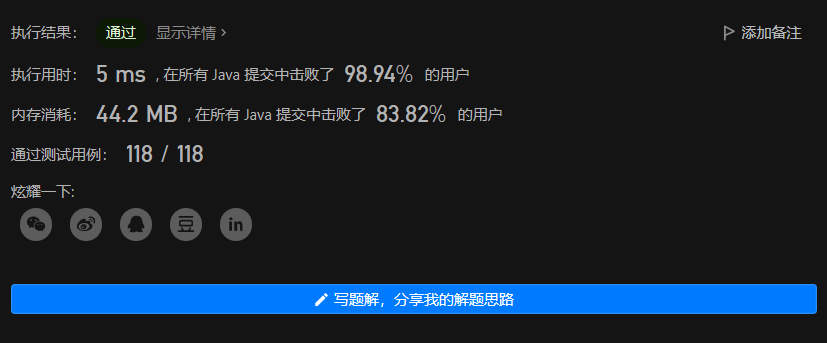 执行结果： 通过 显示详情 > 添加备注
执行用时： 5 ms , 在所有 Java 提交中击败了 98.94% 的用户
内存消耗： 44.2 MB , 在所有 Java 提交中击败了 83.82% 的用户
通过测试用例： 118 / 118
炫耀一下:
in
写题解，分享我的解题思路